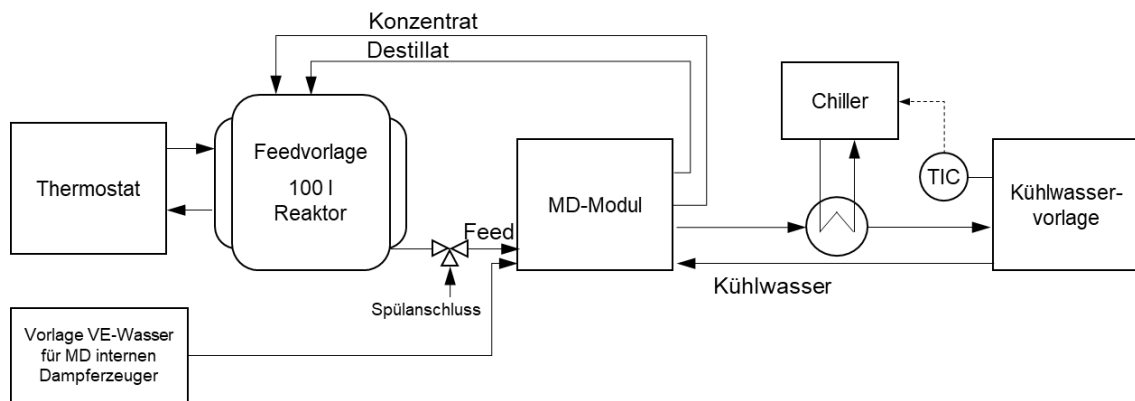 Konzentrat
Destillat
Thermostat
Feedvorlage
100 l
Reaktor
Feed
Spülanschluss
MD-Modul
Chiller
TIC
Kühlwasser-
vorlage
Kühlwasser
Vorlage VE-Wasser
für MD internen
Dampferzeuger